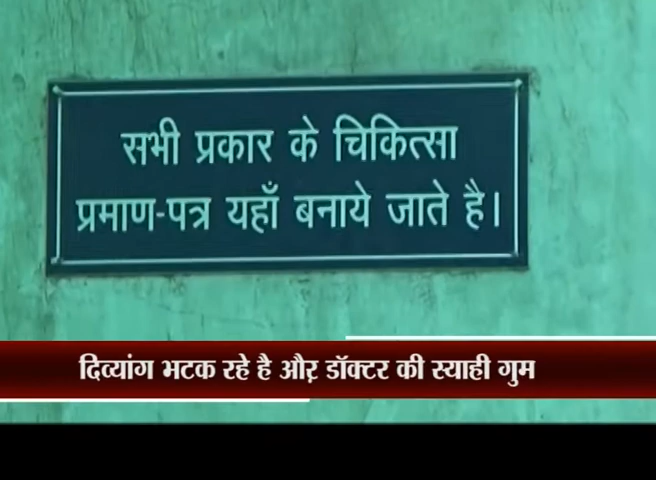 सभी प्रकार के चिकित्सा
प्रमाण-पत्र यहाँ बनाये जाते है।
दिव्यांग भटक रहे है और डॉक्टर की स्याही गुम